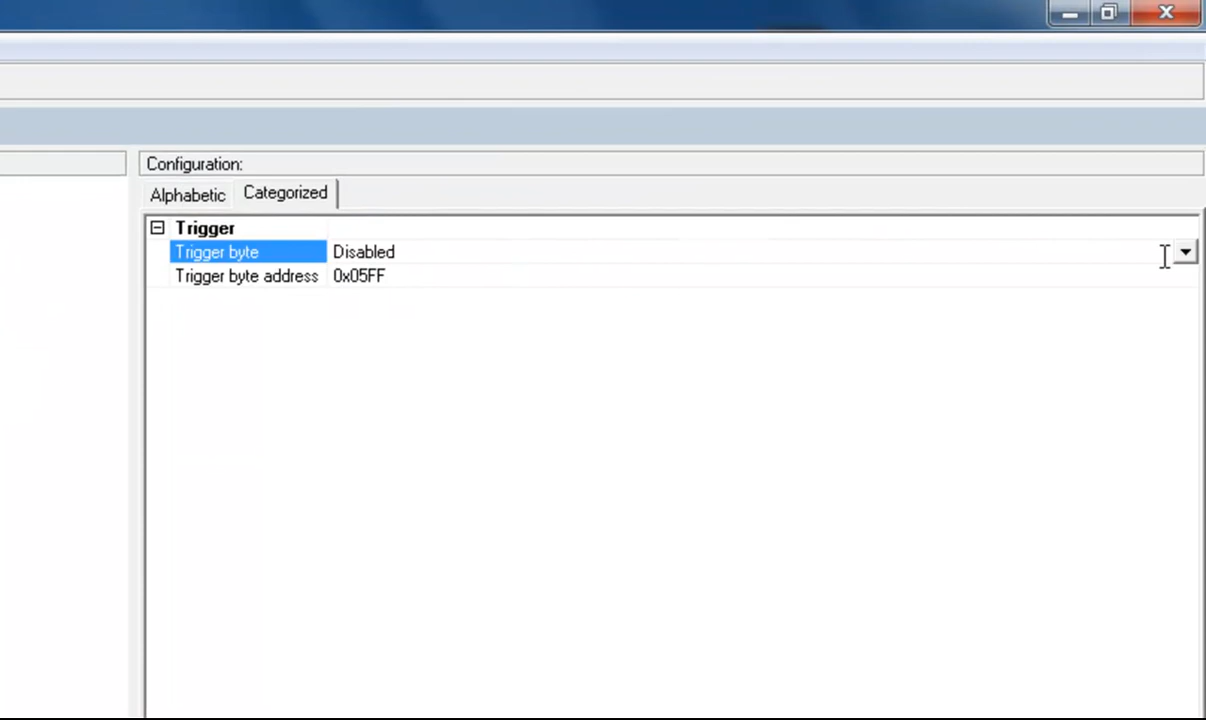 Configuration:
Alphabetic Categorized
Trigger
Trigger byte Disabled
Trigger byte address 0x05FF